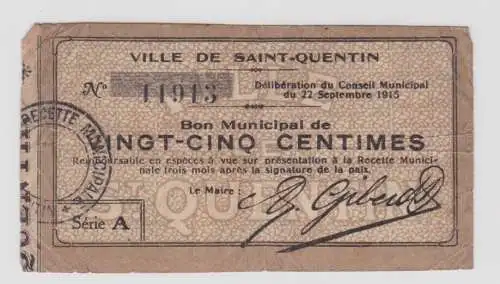 VILLE DE SAINT-QUENTIN
N° 11913
Délibération du Conseil Municipal
du 22 Septembre 1915
Bon Municipal de
VINGT-CINQ CENTIMES
Remboursable en espèces à vue sur présentation à la Recette Munici-
pale trois mois après la signature de la paix.
Le Maire :
Série A
RECETTE MUNICIPALE
ST QUENTIN